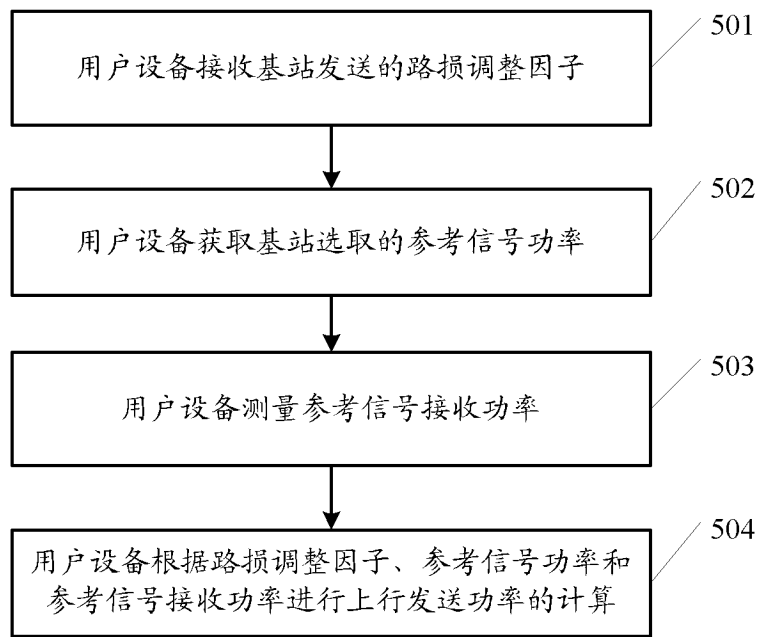 用户设备接收基站发送的路损调整因子
501
用户设备获取基站选取的参考信号功率
502
用户设备测量参考信号接收功率
503
用户设备根据路损调整因子、参考信号功率和
参考信号接收功率进行上行发送功率的计算
504